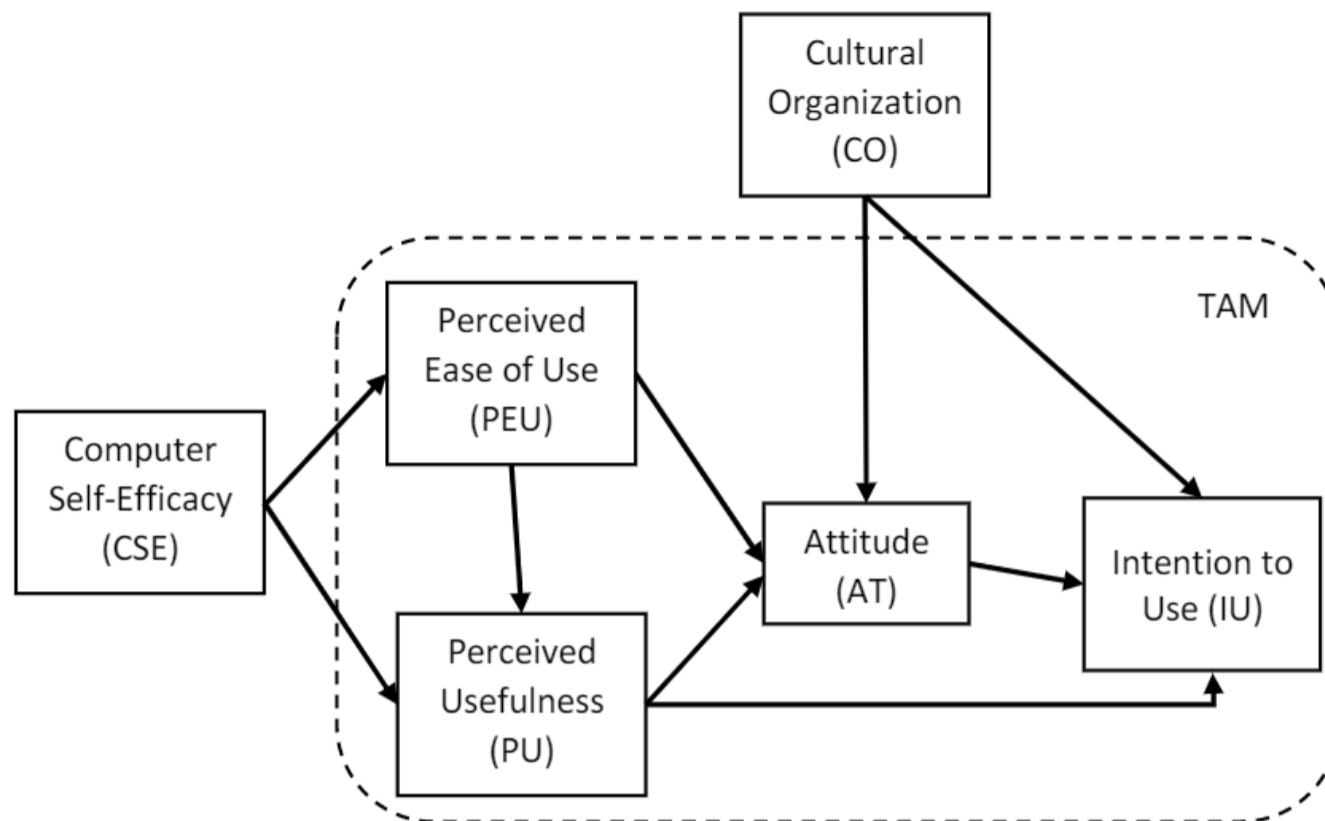 Cultural
Organization
(CO)
TAM
Perceived
Ease of Use
(PEU)
Computer
Self-Efficacy
(CSE)
Attitude
(AT)
Intention to
Use (IU)
Perceived
Usefulness
(PU)